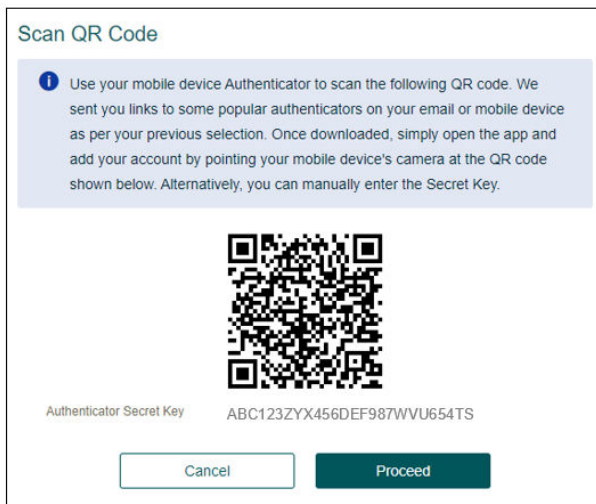 Scan QR Code
Use your mobile device Authenticator to scan the following QR code. We
sent you links to some popular authenticators on your email or mobile device
as per your previous selection. Once downloaded, simply open the app and
add your account by pointing your mobile device's camera at the QR code
shown below. Alternatively, you can manually enter the Secret Key.
Authenticator Secret Key ABC123ZYX456DEF987WVU654TS
Cancel Proceed